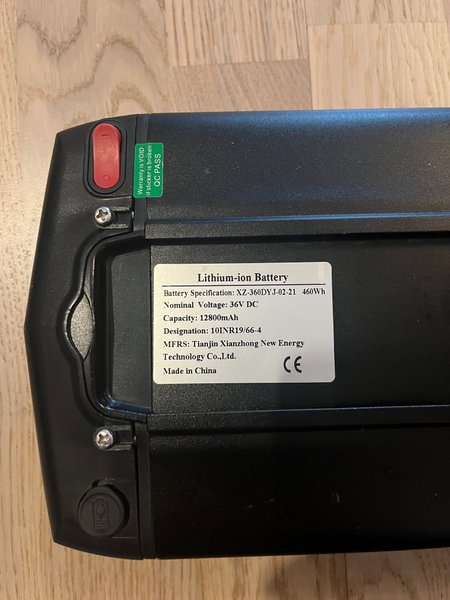 Warranty is VOID
if sticker is broken
QC PASS
Lithium-ion Battery
Battery Specification: XZ-360DYJ-02-21 460Wh
Nominal Voltage: 36V DC
Capacity: 12800mAh
Designation: 10INR19/66-4
MFRS: Tianjin Xianzhong New Energy
Technology Co.,Ltd.
Made in China
CE